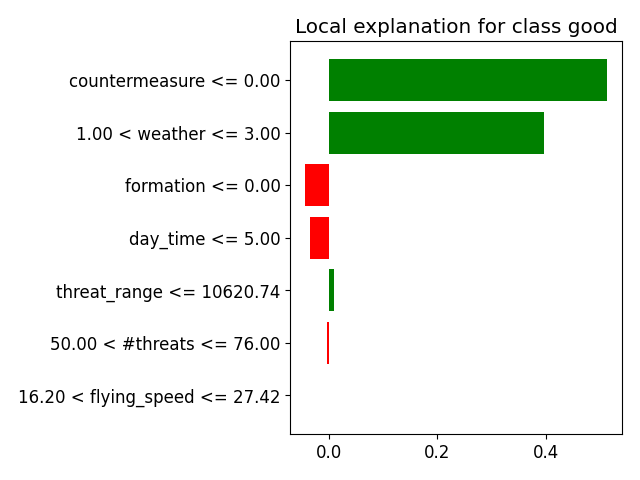 Local explanation for class good
countermeasure <= 0.00
1.00 < weather <= 3.00
formation <= 0.00
day_time <= 5.00
threat_range <= 10620.74
50.00 < #threats <= 76.00
16.20 < flying_speed <= 27.42
0.0 0.2 0.4